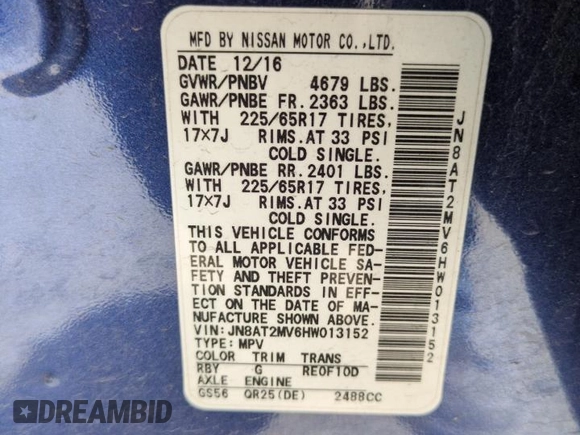 MFD BY NISSAN MOTOR CO.,LTD.
DATE 12/16
GVWR/PNBV 4679 LBS.
GAWR/PNBE FR. 2363 LBS.
WITH 225/65R17 TIRES,
17×7J RIMS. AT 33 PSI
COLD SINGLE.
GAWR/PNBE RR. 2401 LBS.
WITH 225/65R17 TIRES,
17×7J RIMS. AT 33 PSI
COLD SINGLE.
THIS VEHICLE CONFORMS
TO ALL APPLICABLE FED-
ERAL MOTOR VEHICLE SA-
FETY AND THEFT PREVEN-
TION STANDARDS IN EFF-
ECT ON THE DATE OF MA-
NUFACTURE SHOWN ABOVE.
VIN: JN8AT2MV6HW013152
TYPE: MPV
COLOR TRIM TRANS
RBY G RE0F10D
AXLE ENGINE
GS56 QR25(DE) 2488CC
JN8AT2MV6HW013152
DREAMBID